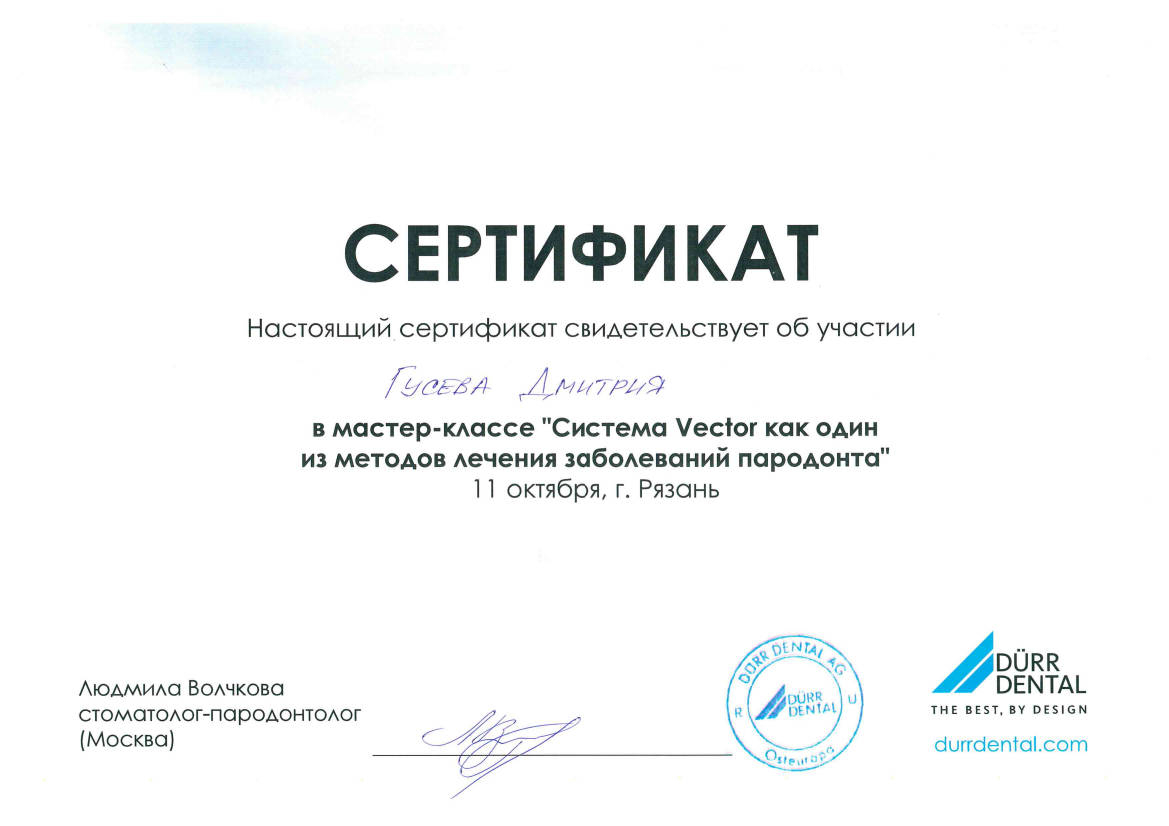 СЕРТИФИКАТ
Настоящий сертификат свидетельствует об участии
Гусева Дмитрия
в мастер-классе "Система Vector как один
из методов лечения заболеваний пародонта"
11 октября, г. Рязань
Людмила Волчкова
стоматолог-пародонтолог
(Москва)
DÜRR DENTAL AG
R U
DÜRR
DENTAL
Osteuropa
DÜRR
DENTAL
THE BEST, BY DESIGN
durrdental.com